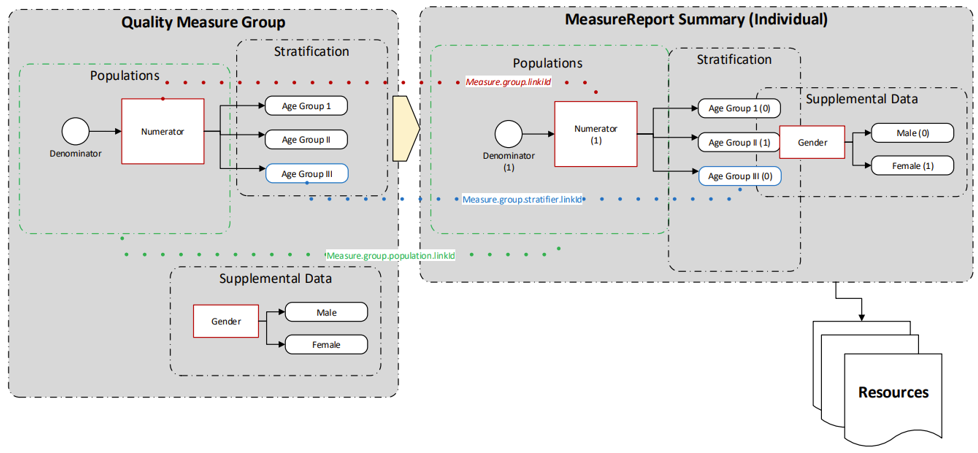 Quality Measure Group
Stratification
Populations
Numerator
Denominator
Age Group 1
Age Group II
Age Group III
Supplemental Data
Gender
Male
Female
Measure.group.linkId
Measure.group.stratifier.linkId
Measure.group.population.linkId
MeasureReport Summary (Individual)
Populations
Stratification
Numerator
(1)
Denominator
(1)
Age Group 1 (0)
Age Group II (1)
Age Group III (0)
Supplemental Data
Gender
Male (0)
Female (1)
Resources